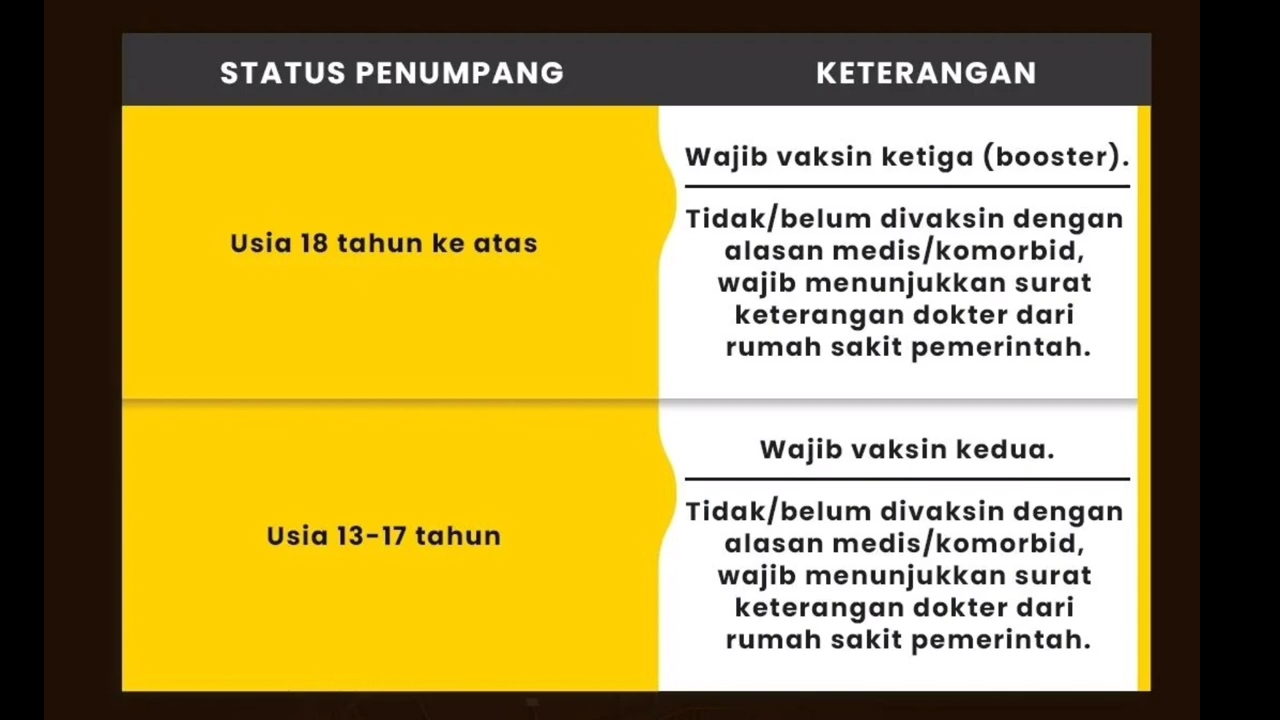 STATUS PENUMPANG
KETERANGAN
Usia 18 tahun ke atas
Wajib vaksin ketiga (booster).
Tidak/belum divaksin dengan
alasan medis/komorbid,
wajib menunjukkan surat
keterangan dokter dari
rumah sakit pemerintah.
Usia 13-17 tahun
Wajib vaksin kedua.
Tidak/belum divaksin dengan
alasan medis/komorbid,
wajib menunjukkan surat
keterangan dokter dari
rumah sakit pemerintah.